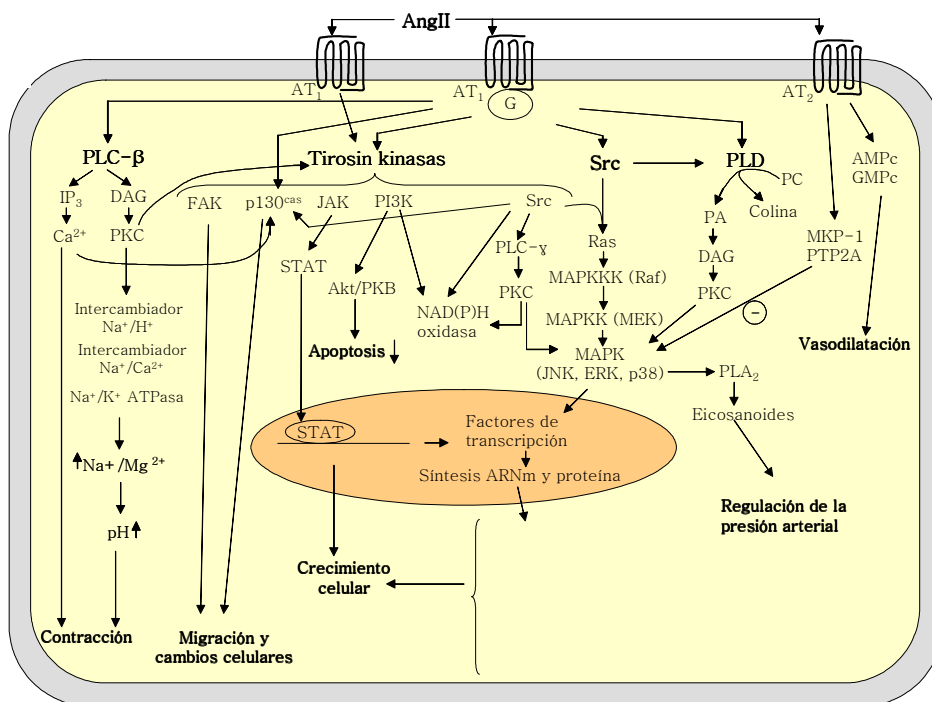 AngII
AT₁
AT₁
G
AT₂
PLC-β
Tirosin kinasas
Src
PLD
AMPc
GMPc
IP₃
DAG
PC
FAK
p130ᶜᵃˢ
JAK
PI3K
Src
PA
Colina
Ca²⁺
PKC
PLC-γ
Ras
MKP-1
PTP2A
STAT
MAPKKK (Raf)
DAG
Akt/PKB
PKC
PKC
NAD(P)H
oxidasa
MAPKK (MEK)
−
Intercambiador
Na⁺/H⁺
Intercambiador
Na⁺/Ca²⁺
Na⁺/K⁺ ATPasa
Apoptosis
MAPK
(JNK, ERK, p38)
PLA₂
Vasodilatación
Eicosanoides
STAT
Factores de
transcripción
Síntesis ARNm y proteína
Na+/Mg ²⁺
pH
Regulación de la
presión arterial
Crecimiento
celular
Contracción
Migración y
cambios celulares